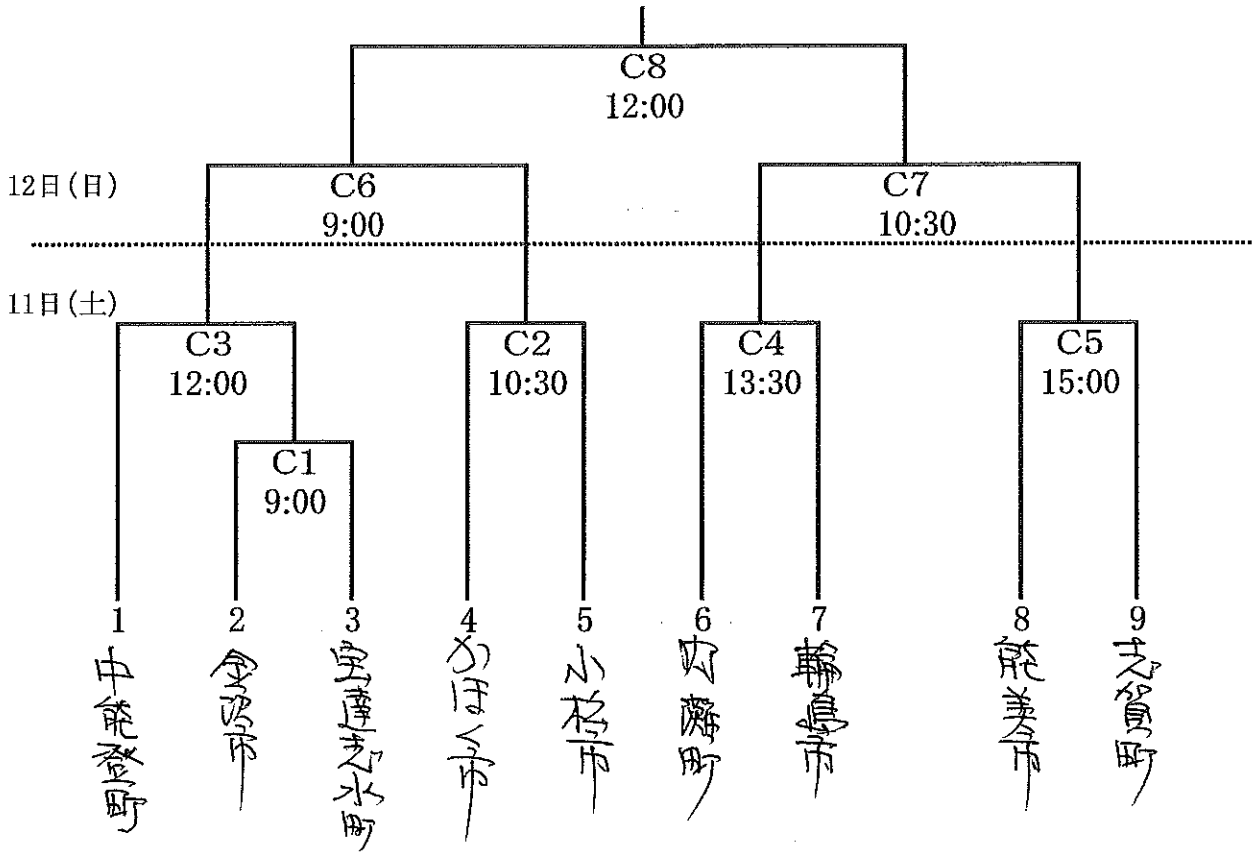 C8
12:00
12日(日)
C6
C7
9:00
10:30
11日(土)
C3
C2
C4
C5
12:00
10:30
13:30
15:00
C1
9:00
1 2 3 4 5 6 7 8 9
中能登町
金沢市
宝達志水町
かほく市
小松市
内灘町
輪島市
能美市
志賀町